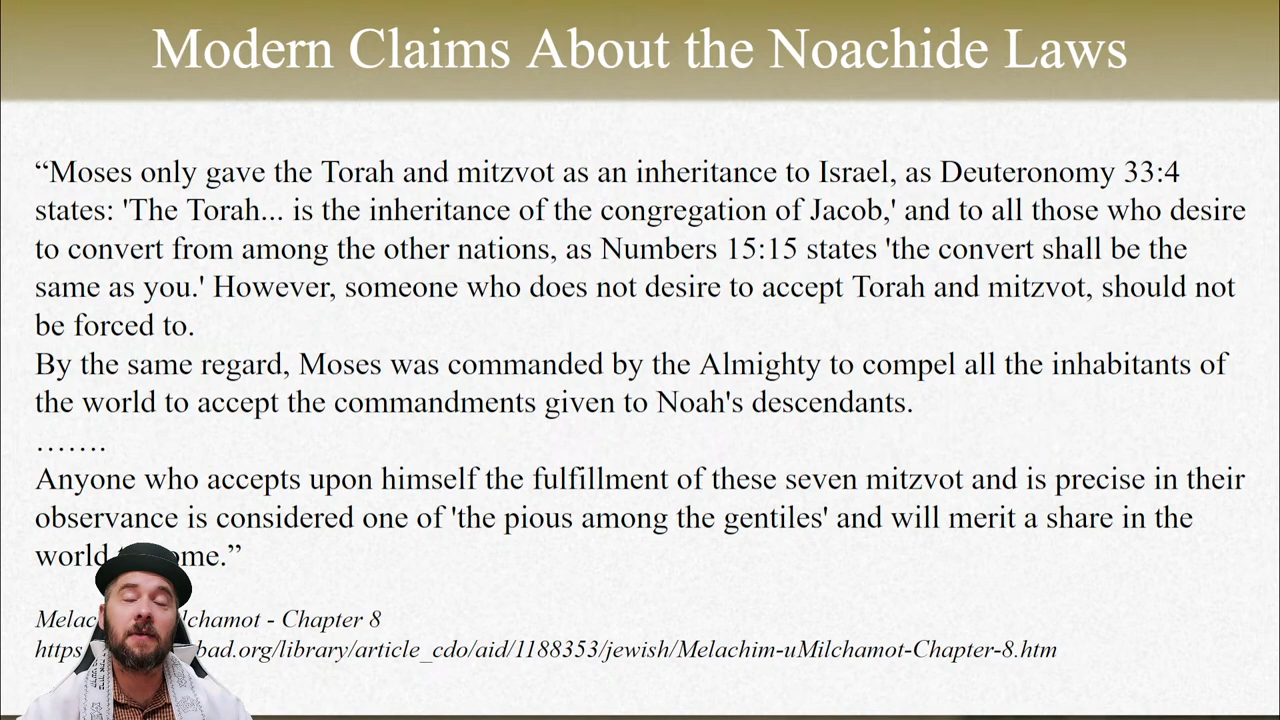 Modern Claims About the Noachide Laws
“Moses only gave the Torah and mitzvot as an inheritance to Israel, as Deuteronomy 33:4
states: 'The Torah... is the inheritance of the congregation of Jacob,' and to all those who desire
to convert from among the other nations, as Numbers 15:15 states 'the convert shall be the
same as you.' However, someone who does not desire to accept Torah and mitzvot, should not
be forced to.
By the same regard, Moses was commanded by the Almighty to compel all the inhabitants of
the world to accept the commandments given to Noah's descendants.
…….
Anyone who accepts upon himself the fulfillment of these seven mitzvot and is precise in their
observance is considered one of 'the pious among the gentiles' and will merit a share in the
world
Chapter 8
https bad.org/library/article_cdo/aid/1188353/jewish/Melachim-uMilchamot-Chapter-8.htm